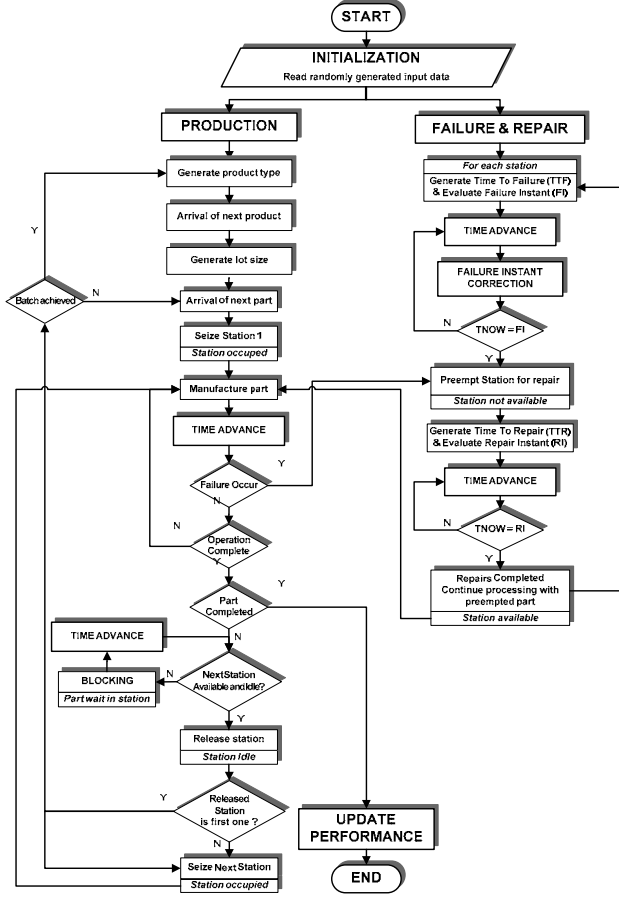 START
INITIALIZATION
Read randomly generated input data
PRODUCTION
Generate product type
Arrival of next product
Generate lot size
Y
Batch achieved
N
Arrival of next part
Seize Station 1
Station occuped
Manufacture part
TIME ADVANCE
Y
Failure Occur
N
N
Operation
Complete
Y
Y
Part
Completed
N
TIME ADVANCE
BLOCKING
Part wait in station
N
Next Station
Available and Idle?
Y
Release station
Station Idle
Y
Released
Station
is first one ?
N
Seize Next Station
Station occupied
FAILURE & REPAIR
For each station
Generate Time To Failure (TTF)
& Evaluate Failure Instant (FI)
TIME ADVANCE
FAILURE INSTANT
CORRECTION
N
TNOW = FI
Y
Preempt Station for repair
Station not available
Generate Time To Repair (TTR)
& Evaluate Repair Instant (RI)
TIME ADVANCE
N
TNOW = RI
Y
Repairs Completed
Continue processing with
preempted part
Station available
UPDATE
PERFORMANCE
END